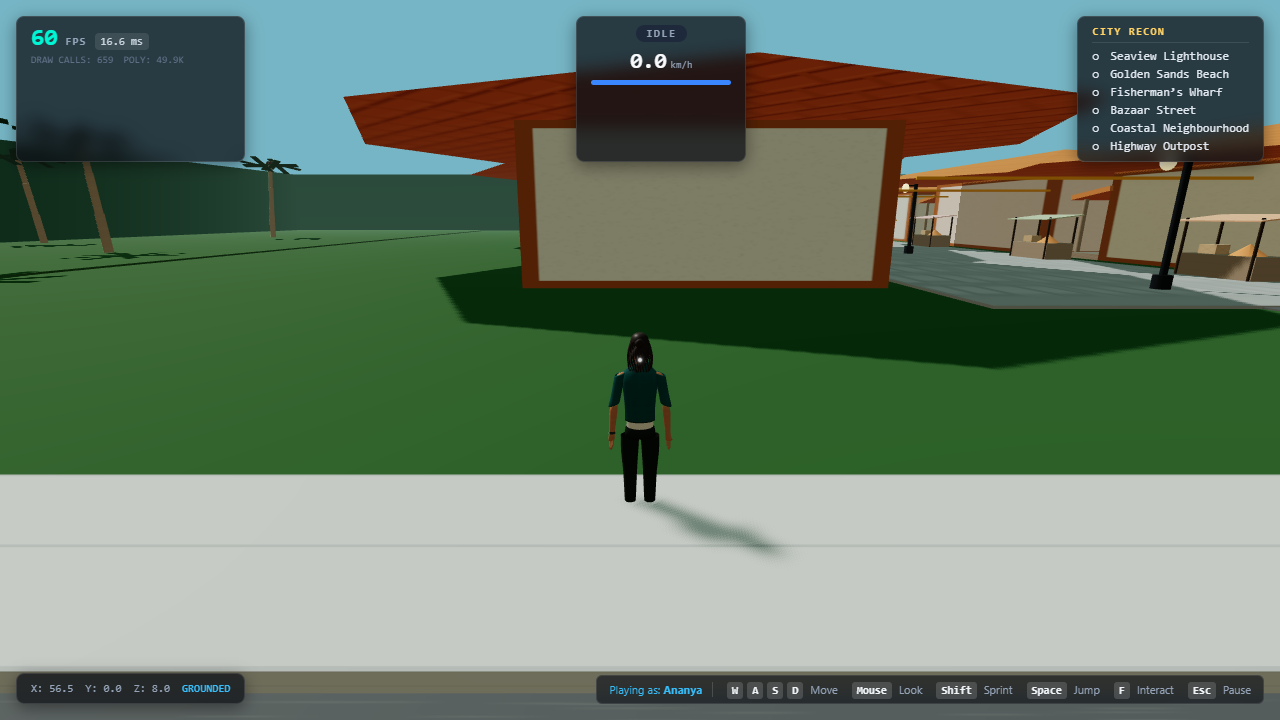 60 FPS 16.6 ms
DRAW CALLS: 659 POLY: 49.9K
IDLE
0.0 km/h
CITY RECON
Seaview Lighthouse
Golden Sands Beach
Fisherman's Wharf
Bazaar Street
Coastal Neighbourhood
Highway Outpost
X: 56.5 Y: 0.0 Z: 8.0 GROUNDED
Playing as: Ananya W A S D Move Mouse Look Shift Sprint Space Jump F Interact Esc Pause